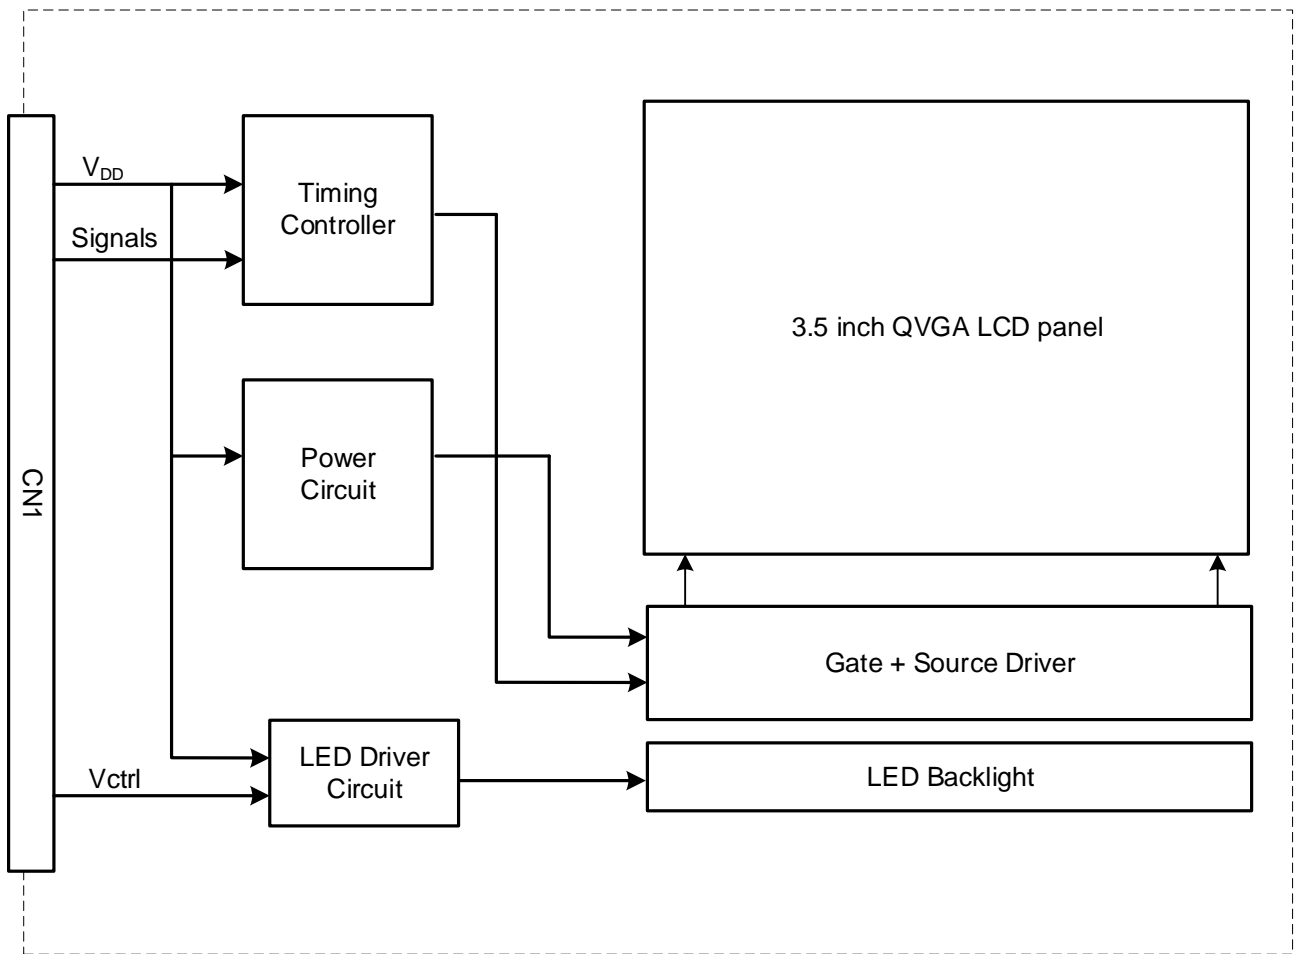 V_DD
Timing
Controller
Signals
3.5 inch QVGA LCD panel
Power
Circuit
CN1
Gate + Source Driver
LED Driver
Circuit
Vctrl
LED Backlight